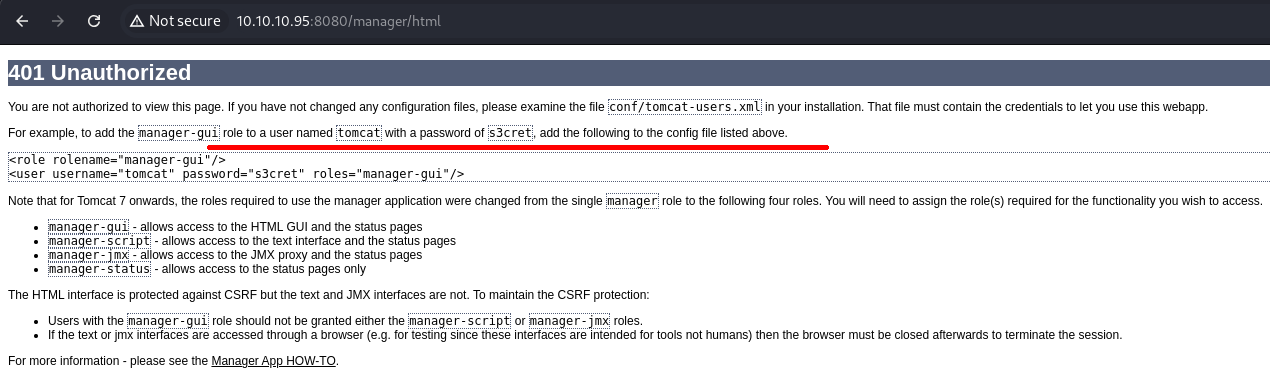 Not secure 10.10.10.95:8080/manager/html
401 Unauthorized
You are not authorized to view this page. If you have not changed any configuration files, please examine the file conf/tomcat-users.xml in your installation. That file must contain the credentials to let you use this webapp.
For example, to add the manager-gui role to a user named tomcat with a password of s3cret, add the following to the config file listed above.
<role rolename="manager-gui"/>
<user username="tomcat" password="s3cret" roles="manager-gui"/>
Note that for Tomcat 7 onwards, the roles required to use the manager application were changed from the single manager role to the following four roles. You will need to assign the role(s) required for the functionality you wish to access.
• manager-gui - allows access to the HTML GUI and the status pages
• manager-script - allows access to the text interface and the status pages
• manager-jmx - allows access to the JMX proxy and the status pages
• manager-status - allows access to the status pages only
The HTML interface is protected against CSRF but the text and JMX interfaces are not. To maintain the CSRF protection:
• Users with the manager-gui role should not be granted either the manager-script or manager-jmx roles.
• If the text or jmx interfaces are accessed through a browser (e.g. for testing since these interfaces are intended for tools not humans) then the browser must be closed afterwards to terminate the session.
For more information - please see the Manager App HOW-TO.